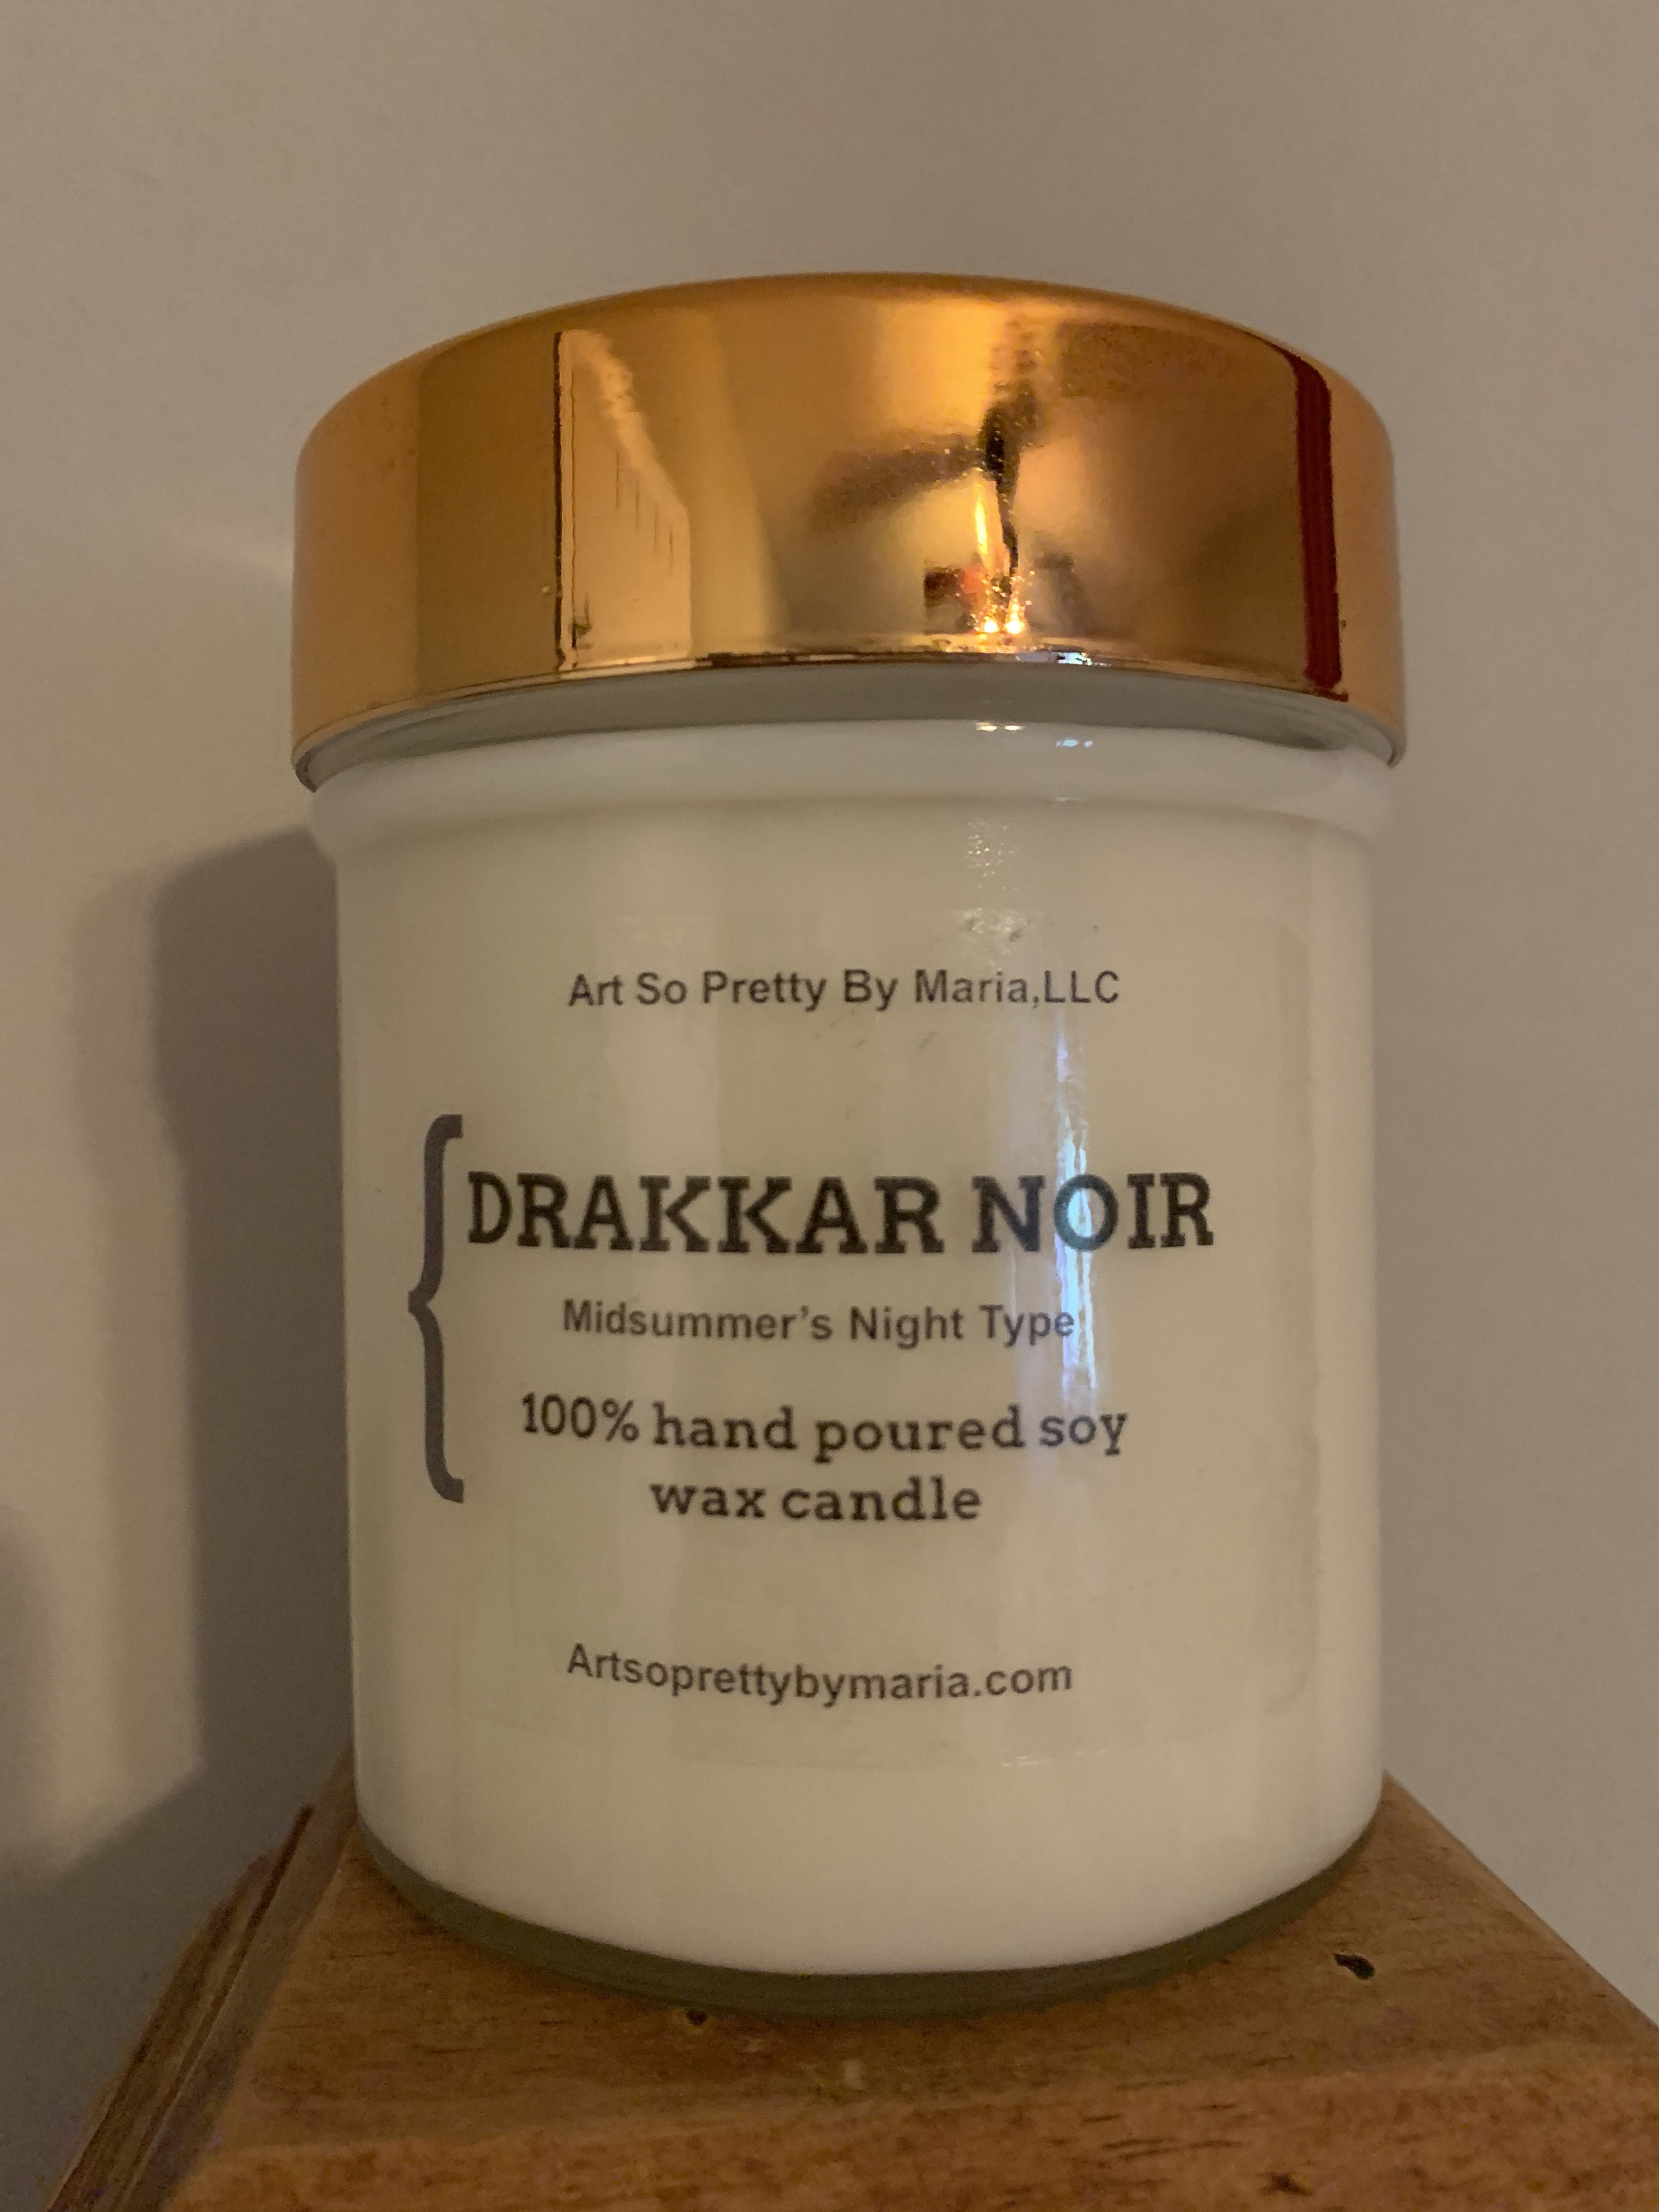 Art So Pretty By Maria,LLC
{
DRAKKAR NOIR
Midsummer's Night Type
100% hand poured soy
wax candle
Artsoprettybymaria.com